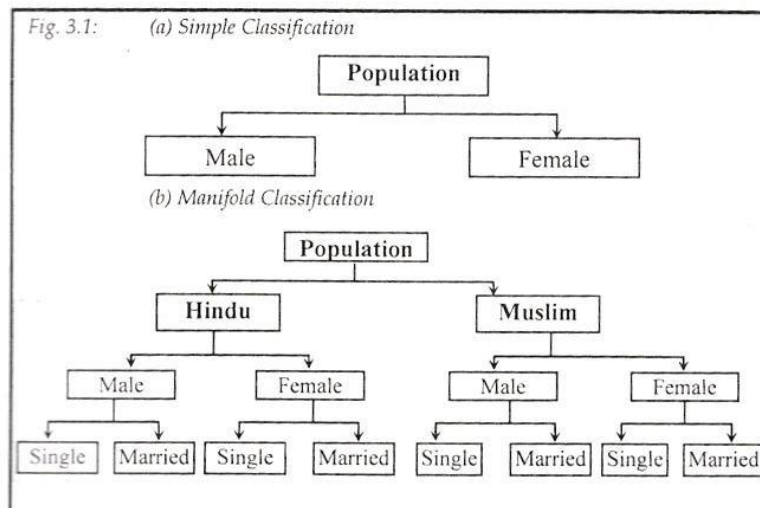 Fig. 3.1: (a) Simple Classification
Population
Male Female
(b) Manifold Classification
Population
Hindu Muslim
Male Female Male Female
Single Married Single Married Single Married Single Married